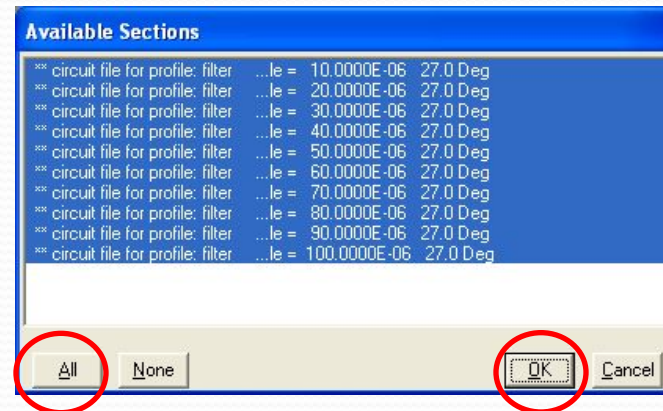 Available Sections
** circuit file for profile: filter ...le = 10.0000E-06 27.0 Deg
** circuit file for profile: filter ...le = 20.0000E-06 27.0 Deg
** circuit file for profile: filter ...le = 30.0000E-06 27.0 Deg
** circuit file for profile: filter ...le = 40.0000E-06 27.0 Deg
** circuit file for profile: filter ...le = 50.0000E-06 27.0 Deg
** circuit file for profile: filter ...le = 60.0000E-06 27.0 Deg
** circuit file for profile: filter ...le = 70.0000E-06 27.0 Deg
** circuit file for profile: filter ...le = 80.0000E-06 27.0 Deg
** circuit file for profile: filter ...le = 90.0000E-06 27.0 Deg
** circuit file for profile: filter ...le = 100.0000E-06 27.0 Deg
All None OK Cancel